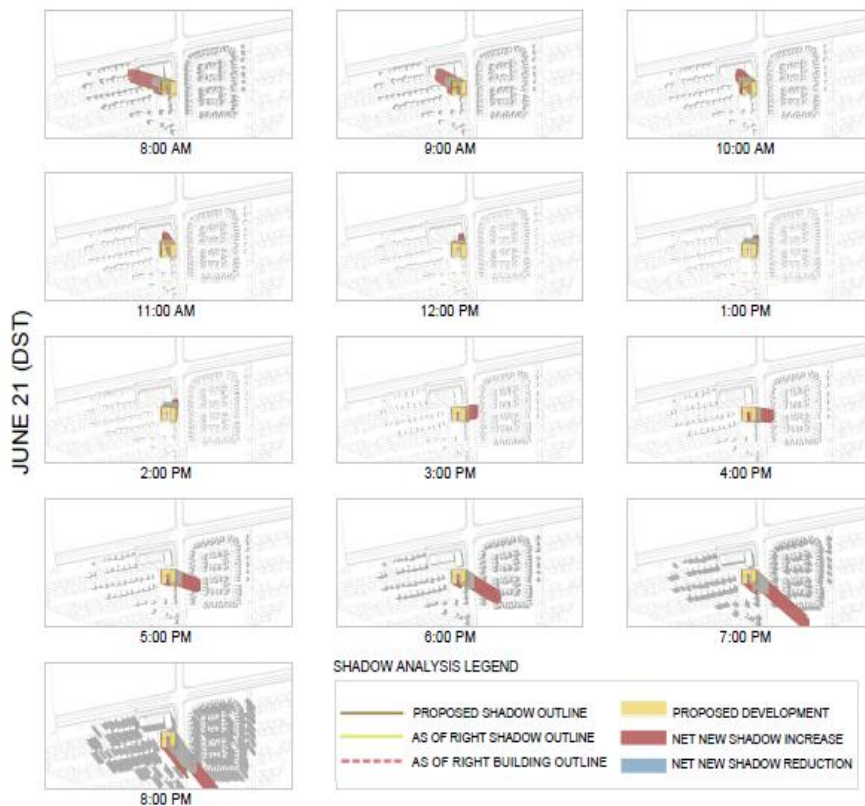 8:00 AM
9:00 AM
10:00 AM
11:00 AM
12:00 PM
1:00 PM
JUNE 21 (DST)
2:00 PM
3:00 PM
4:00 PM
5:00 PM
6:00 PM
7:00 PM
8:00 PM
SHADOW ANALYSIS LEGEND
PROPOSED SHADOW OUTLINE
AS OF RIGHT SHADOW OUTLINE
AS OF RIGHT BUILDING OUTLINE
PROPOSED DEVELOPMENT
NET NEW SHADOW INCREASE
NET NEW SHADOW REDUCTION